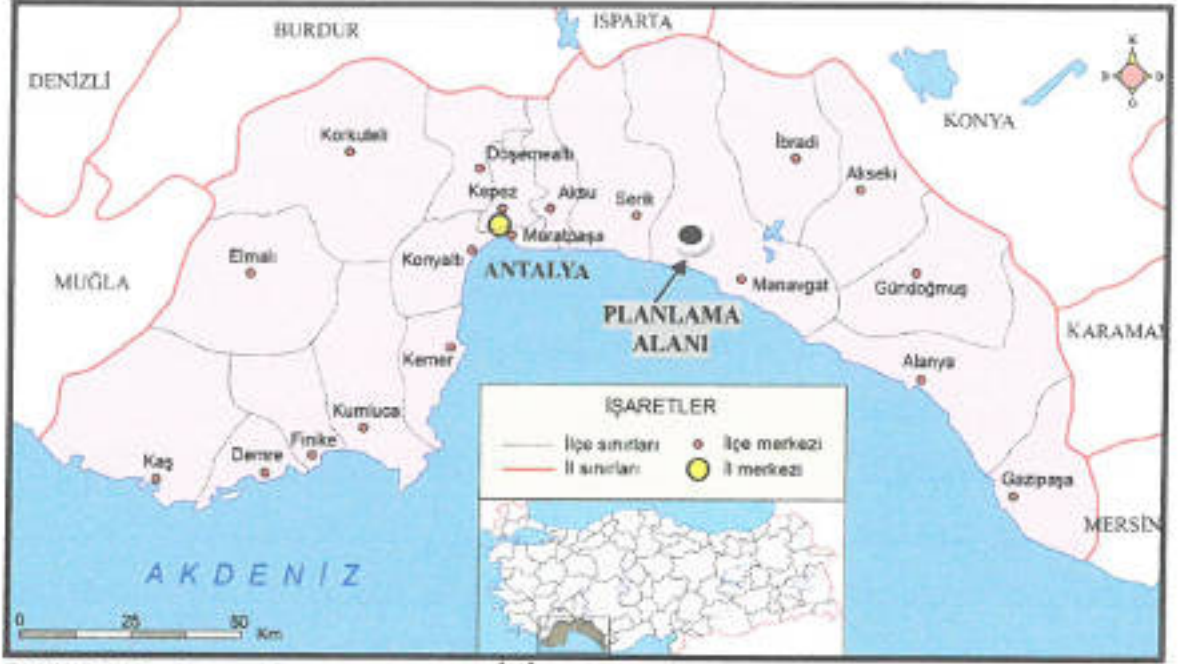 BURDUR
ISPARTA
DENİZLİ
K
B
D
G
KONYA
Korkuteli
Döşemealtı
İbradi
Akseki
Kepez
Aksu
Serik
Muratpaşa
Elmalı
Konyaltı
ANTALYA
MUĞLA
Manavgat
Gündoğmuş
PLANLAMA
ALANI
KARAMAN
Kemer
Alanya
İŞARETLER
İlçe sınırları
İlçe merkezi
İl sınırları
İl merkezi
Kumluca
Finike
Demre
Kaş
Gazipaşa
MERSİN
AKDENİZ
0 25 50
Km